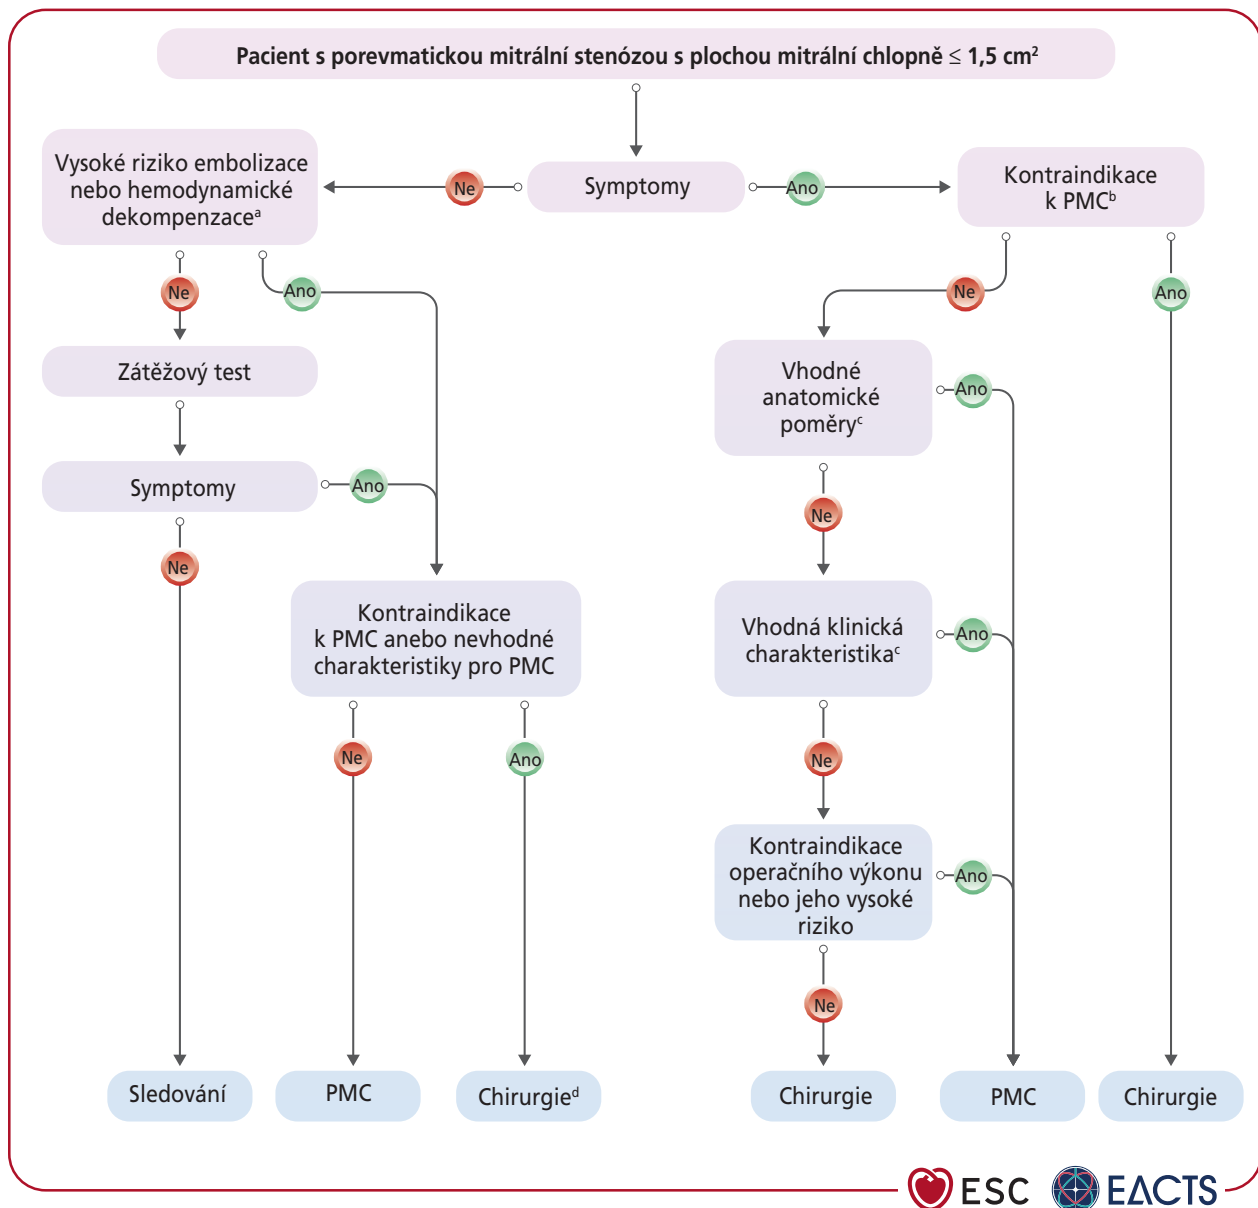 Pacient s porevmatickou mitrální stenózou s plochou mitrální chlopně ≤ 1,5 cm²
Vysoké riziko embolizace
nebo hemodynamické
dekompenzaceᵃ
Ne
Symptomy
Ano
Kontraindikace
k PMCᵇ
Ne
Ano
Ne
Ano
Zátěžový test
Vhodné
anatomické
poměryᶜ
Ano
Symptomy
Ano
Ne
Ne
Kontraindikace
k PMC anebo nevhodné
charakteristiky pro PMC
Vhodná klinická
charakteristikaᶜ
Ano
Ne
Ano
Ne
Kontraindikace
operačního výkonu
nebo jeho vysoké
riziko
Ano
Ne
Sledování
PMC
Chirurgieᵈ
Chirurgie
PMC
Chirurgie
ESC
EACTS